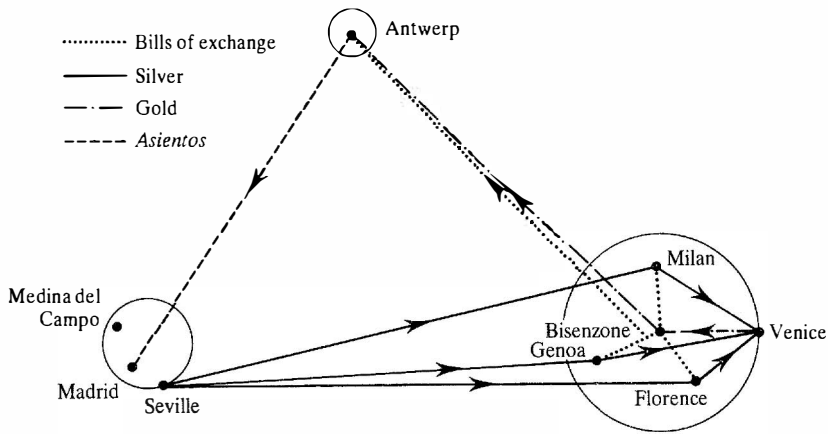 Antwerp
Bills of exchange
Silver
Gold
Asientos
Milan
Medina del
Campo
Bisenzone
Venice
Genoa
Madrid
Seville
Florence